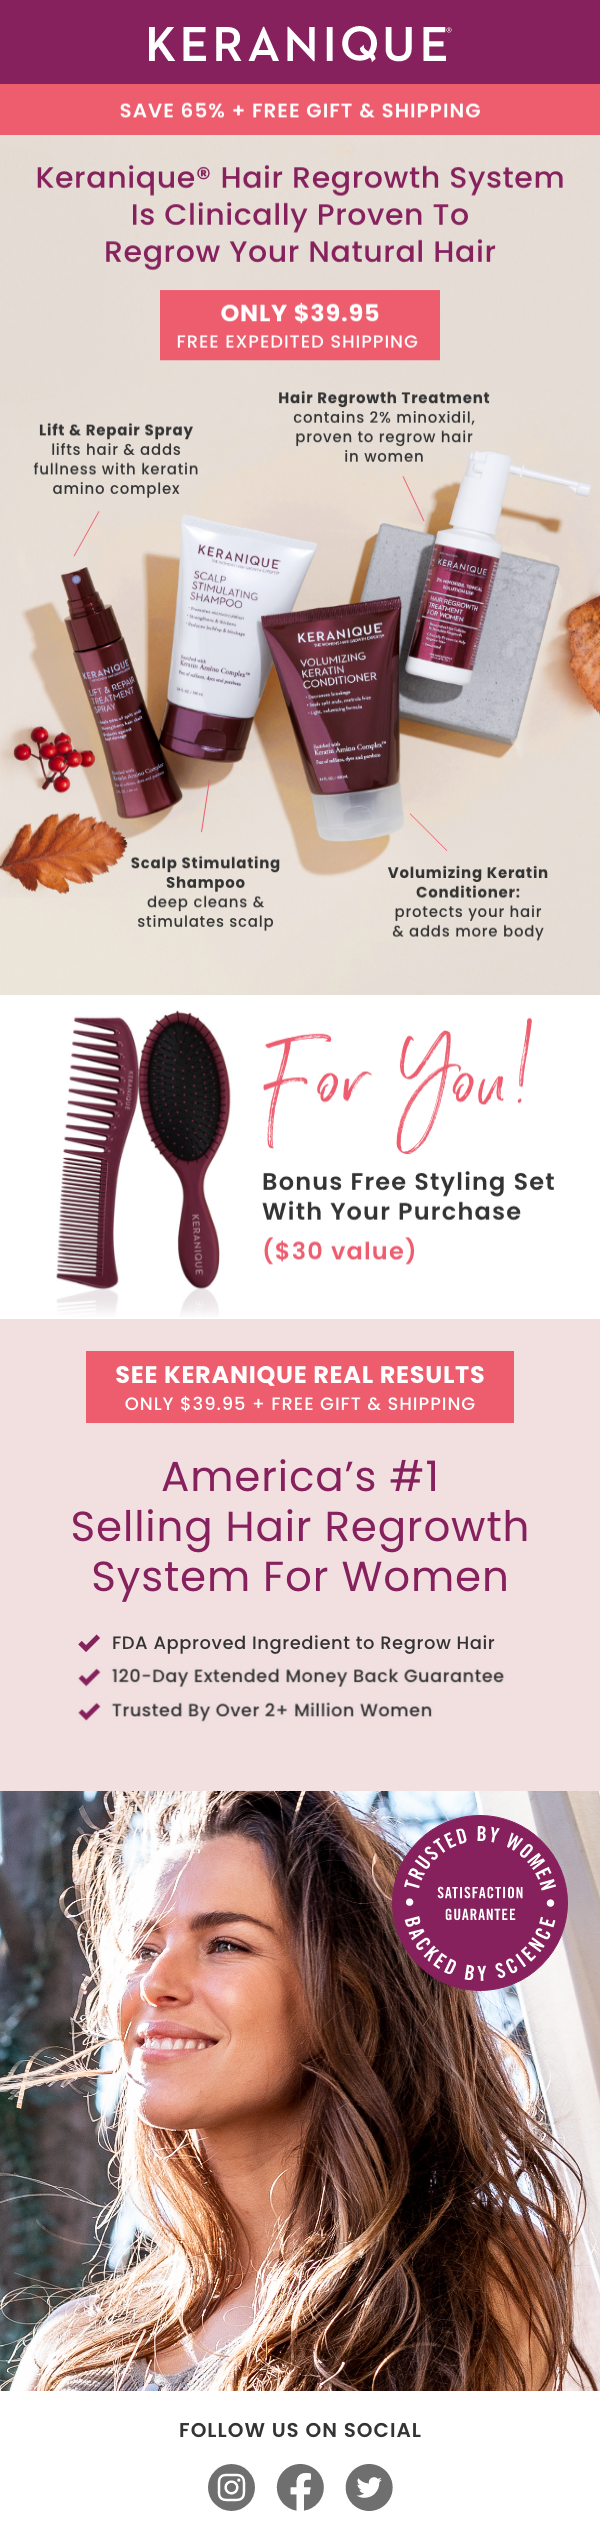 KERANIQUE®
SAVE 65% + FREE GIFT & SHIPPING
Keranique® Hair Regrowth System
Is Clinically Proven To
Regrow Your Natural Hair
ONLY $39.95
FREE EXPEDITED SHIPPING
Hair Regrowth Treatment
contains 2% minoxidil,
proven to regrow hair
in women
Lift & Repair Spray
lifts hair & adds
fullness with keratin
amino complex
KERANIQUE
LIFT & REPAIR
TREATMENT
SPRAY
KERANIQUE
SCALP
STIMULATING
SHAMPOO
Keratin Amino Complex™
KERANIQUE
VOLUMIZING
KERATIN
CONDITIONER
Keratin Amino Complex™
KERANIQUE
HAIR REGROWTH
TREATMENT
FOR WOMEN
Scalp Stimulating
Shampoo
deep cleans &
stimulates scalp
Volumizing Keratin
Conditioner:
protects your hair
& adds more body
KERANIQUE
KERANIQUE
For You!
Bonus Free Styling Set
With Your Purchase
($30 value)
SEE KERANIQUE REAL RESULTS
ONLY $39.95 + FREE GIFT & SHIPPING
America's #1
Selling Hair Regrowth
System For Women
FDA Approved Ingredient to Regrow Hair
120-Day Extended Money Back Guarantee
Trusted By Over 2+ Million Women
TRUSTED BY WOMEN
SATISFACTION
GUARANTEE
BACKED BY SCIENCE
FOLLOW US ON SOCIAL